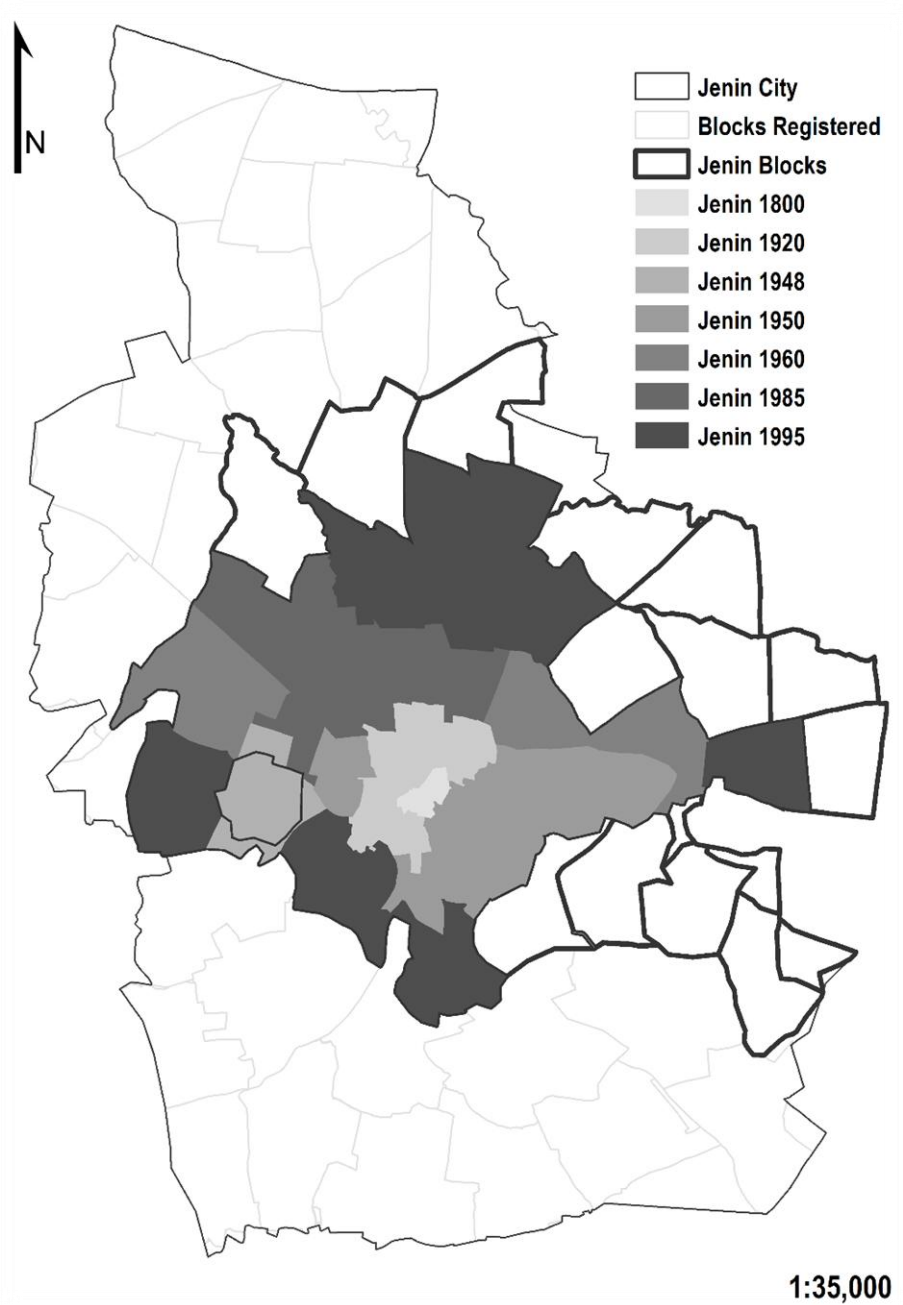 N
Jenin City
Blocks Registered
Jenin Blocks
Jenin 1800
Jenin 1920
Jenin 1948
Jenin 1950
Jenin 1960
Jenin 1985
Jenin 1995
1:35,000